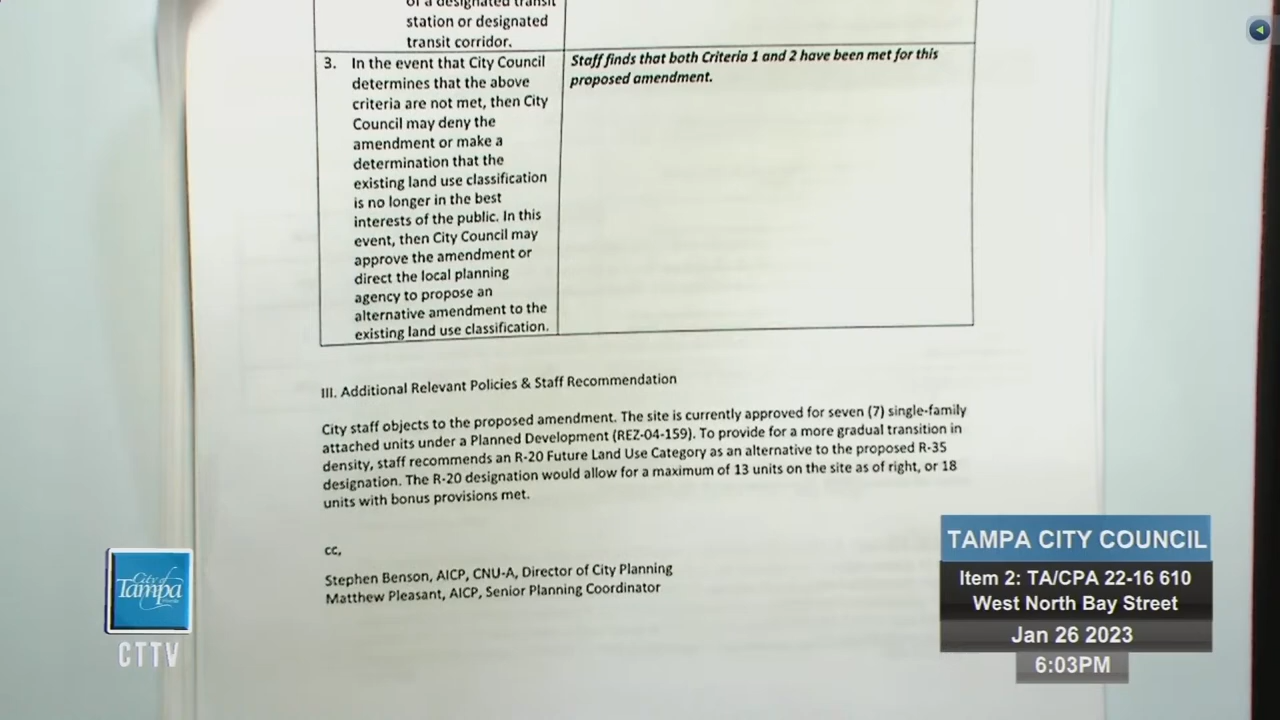 of a designated transit
station or designated
transit corridor.
3. In the event that City Council
determines that the above
criteria are not met, then City
Council may deny the
amendment or make a
determination that the
existing land use classification
is no longer in the best
interests of the public. In this
event, then City Council may
approve the amendment or
direct the local planning
agency to propose an
alternative amendment to the
existing land use classification.
Staff finds that both Criteria 1 and 2 have been met for this
proposed amendment.
III. Additional Relevant Policies & Staff Recommendation
City staff objects to the proposed amendment. The site is currently approved for seven (7) single-family
attached units under a Planned Development (REZ-04-159). To provide for a more gradual transition in
density, staff recommends an R-20 Future Land Use Category as an alternative to the proposed R-35
designation. The R-20 designation would allow for a maximum of 13 units on the site as of right, or 18
units with bonus provisions met.
cc,
Stephen Benson, AICP, CNU-A, Director of City Planning
Matthew Pleasant, AICP, Senior Planning Coordinator
City of
Tampa
CTTV
TAMPA CITY COUNCIL
Item 2: TA/CPA 22-16 610
West North Bay Street
Jan 26 2023
6:03PM